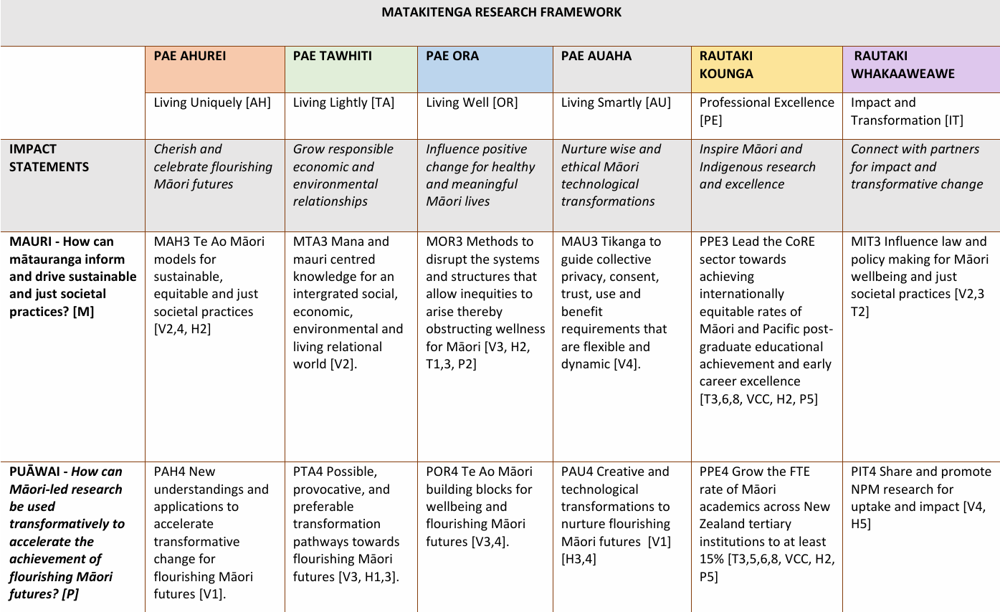 MATAKITENGA RESEARCH FRAMEWORK
PAE AHUREI
PAE TAWHITI
PAE ORA
PAE AUAHA
RAUTAKI
KOUNGA
RAUTAKI
WHAKAAWEAWE
Living Uniquely [AH]
Living Lightly [TA]
Living Well [OR]
Living Smartly [AU]
Professional Excellence
[PE]
Impact and
Transformation [IT]
IMPACT
STATEMENTS
Cherish and
celebrate flourishing
Māori futures
Grow responsible
economic and
environmental
relationships
Influence positive
change for healthy
and meaningful
Māori lives
Nurture wise and
ethical Māori
technological
transformations
Inspire Māori and
Indigenous research
and excellence
Connect with partners
for impact and
transformative change
MAURI - How can
mātauranga inform
and drive sustainable
and just societal
practices? [M]
MAH3 Te Ao Māori
models for
sustainable,
equitable and just
societal practices
[V2,4, H2]
MTA3 Mana and
mauri centred
knowledge for an
intergrated social,
economic,
environmental and
living relational
world [V2].
MOR3 Methods to
disrupt the systems
and structures that
allow inequities to
arise thereby
obstructing wellness
for Māori [V3, H2,
T1,3, P2]
MAU3 Tikanga to
guide collective
privacy, consent,
trust, use and
benefit
requirements that
are flexible and
dynamic [V4].
PPE3 Lead the CoRE
sector towards
achieving
internationally
equitable rates of
Māori and Pacific post-
graduate educational
achievement and early
career excellence
[T3,6,8, VCC, H2, P5]
MIT3 Influence law and
policy making for Māori
wellbeing and just
societal practices [V2,3
T2]
PUĀWAI - How can
Māori-led research
be used
transformatively to
accelerate the
achievement of
flourishing Māori
futures? [P]
PAH4 New
understandings and
applications to
accelerate
transformative
change for
flourishing Māori
futures [V1].
PTA4 Possible,
provocative, and
preferable
transformation
pathways towards
flourishing Māori
futures [V3, H1,3].
POR4 Te Ao Māori
building blocks for
wellbeing and
flourishing Māori
futures [V3,4].
PAU4 Creative and
technological
transformations to
nurture flourishing
Māori futures  [V1]
[H3,4]
PPE4 Grow the FTE
rate of Māori
academics across New
Zealand tertiary
institutions to at least
15% [T3,5,6,8, VCC, H2,
P5]
PIT4 Share and promote
NPM research for
uptake and impact [V4,
H5]